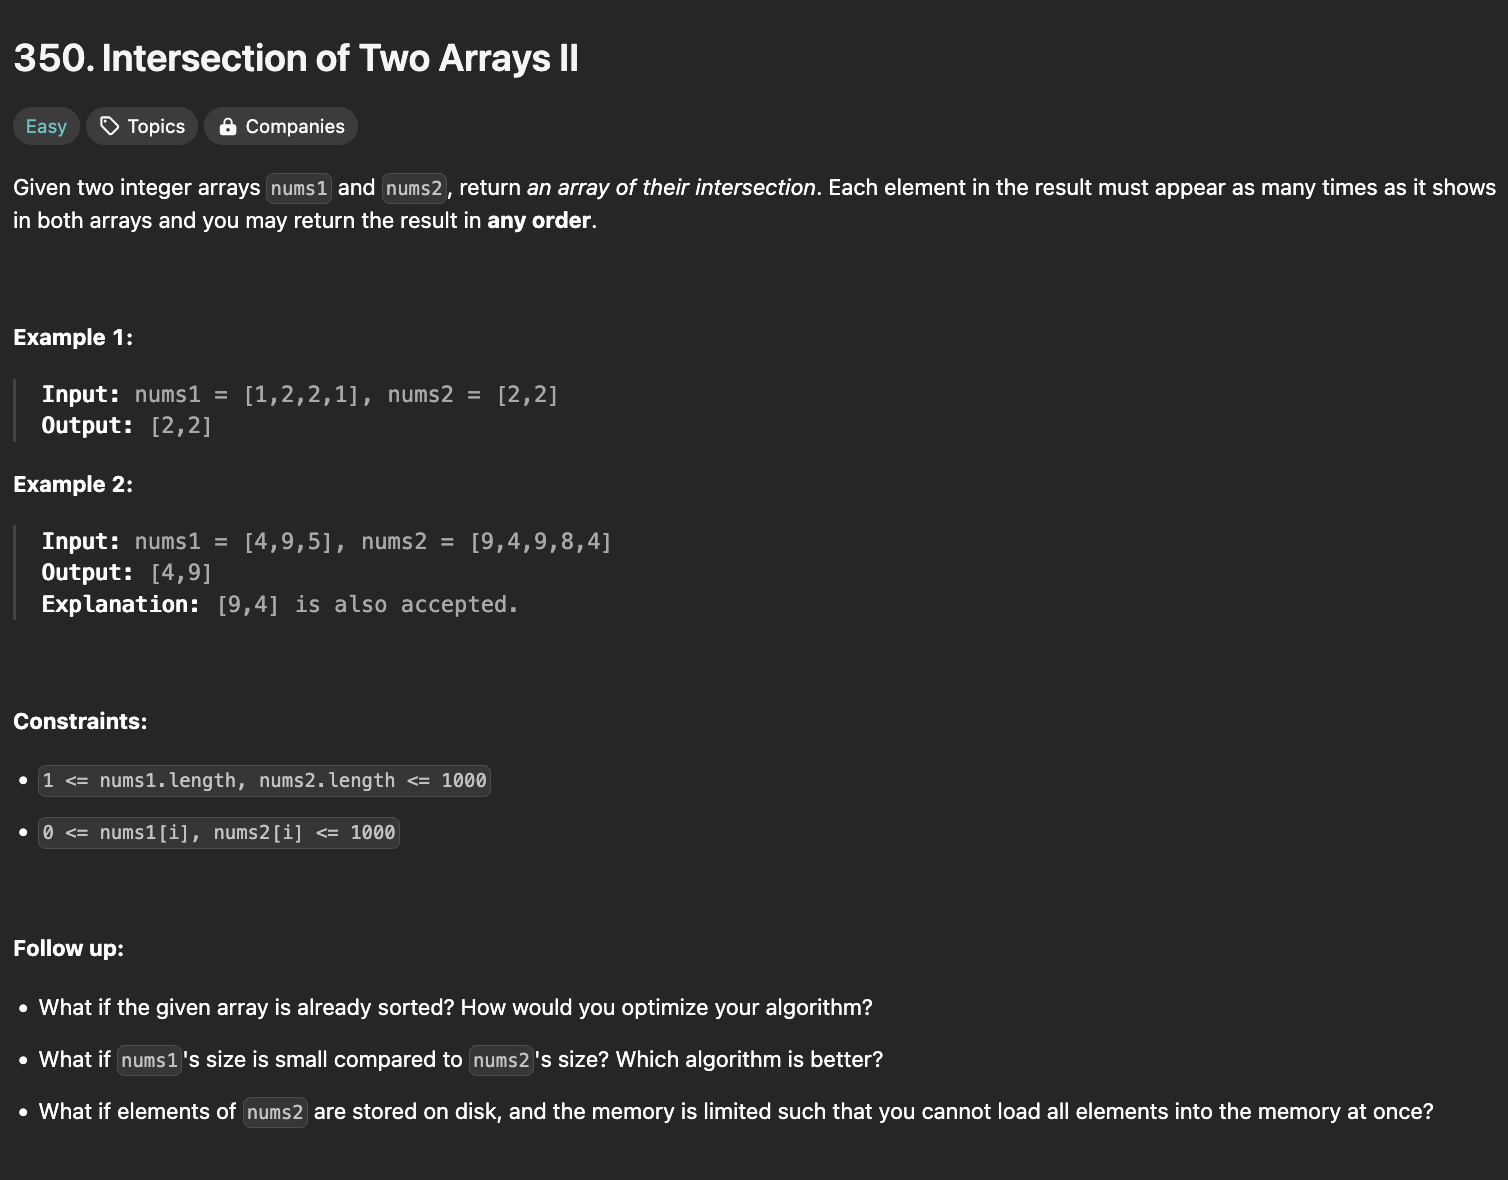 350. Intersection of Two Arrays II
Easy Topics Companies
Given two integer arrays nums1 and nums2, return an array of their intersection. Each element in the result must appear as many times as it shows
in both arrays and you may return the result in any order.
Example 1:
Input: nums1 = [1,2,2,1], nums2 = [2,2]
Output: [2,2]
Example 2:
Input: nums1 = [4,9,5], nums2 = [9,4,9,8,4]
Output: [4,9]
Explanation: [9,4] is also accepted.
Constraints:
• 1 <= nums1.length, nums2.length <= 1000
• 0 <= nums1[i], nums2[i] <= 1000
Follow up:
• What if the given array is already sorted? How would you optimize your algorithm?
• What if nums1's size is small compared to nums2's size? Which algorithm is better?
• What if elements of nums2 are stored on disk, and the memory is limited such that you cannot load all elements into the memory at once?